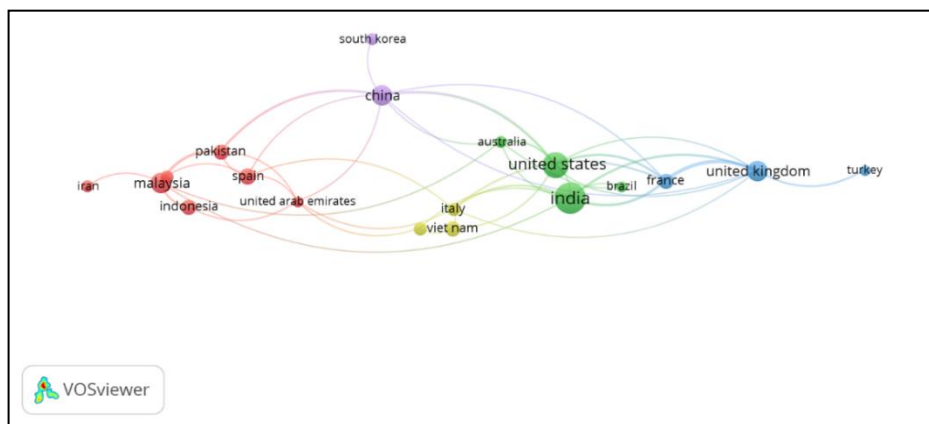 south korea
china
australia
pakistan
united states
spain
iran
malaysia
united kingdom
turkey
france
brazil
indonesia
united arab emirates
india
italy
viet nam
VOSviewer